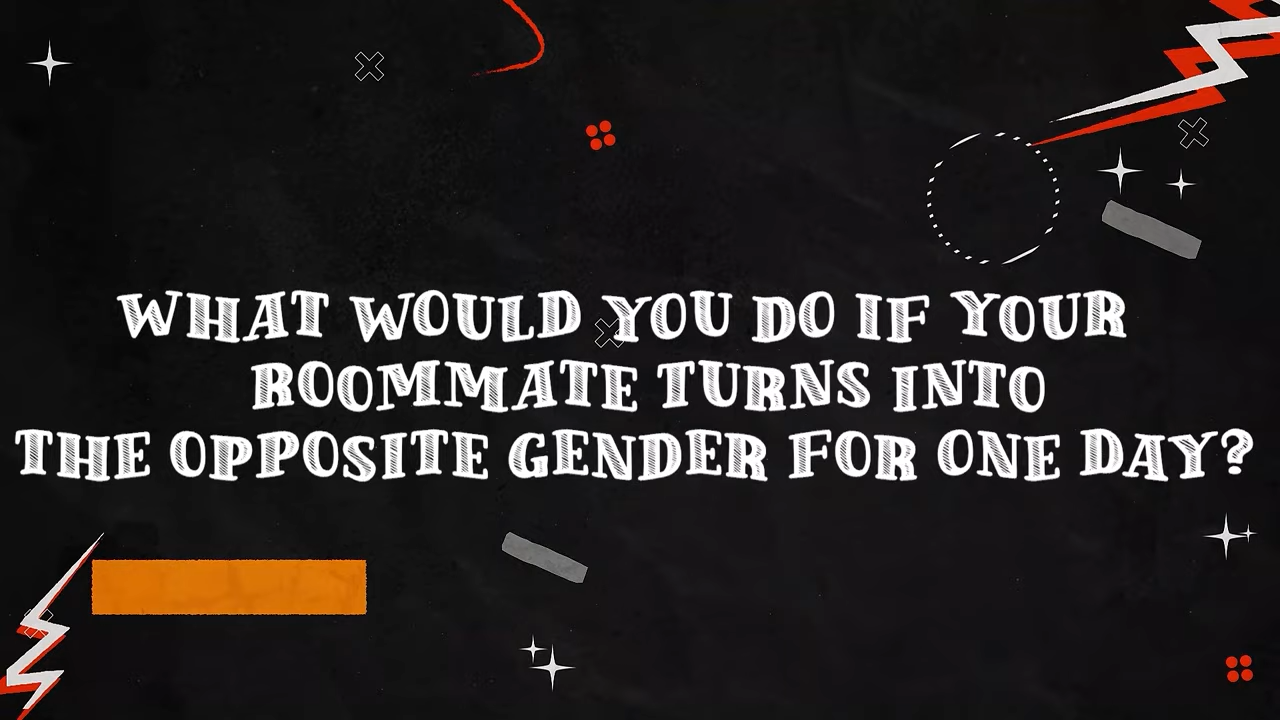 WHAT WOULD YOU DO IF YOUR
ROOMMATE TURNS INTO
THE OPPOSITE GENDER FOR ONE DAY?